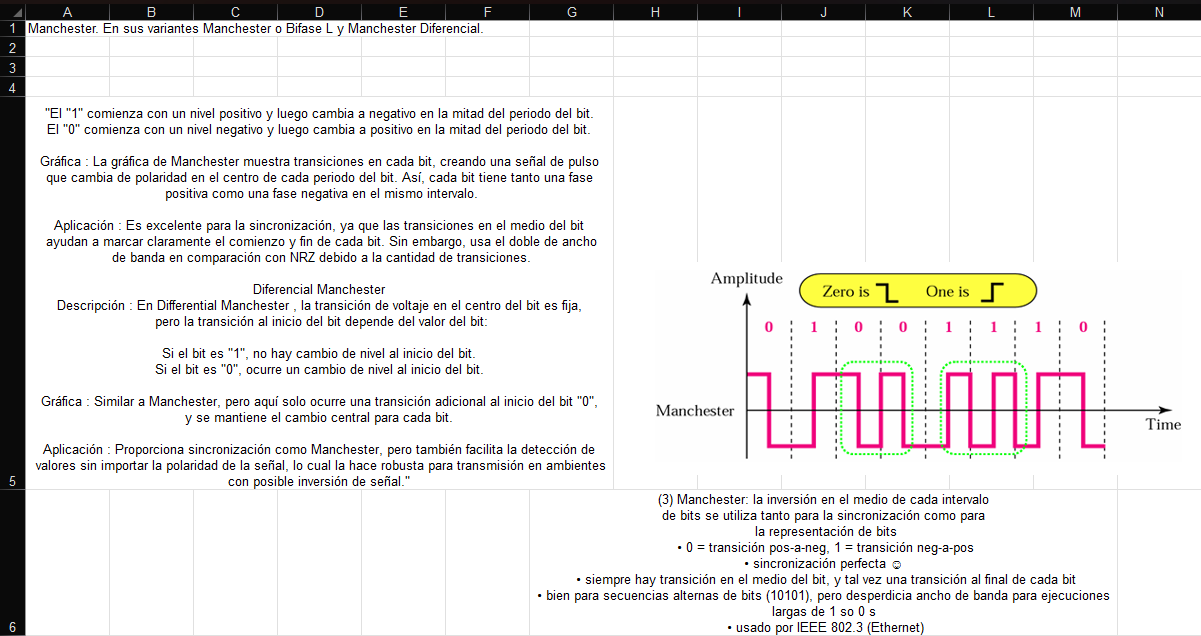 A B C D E F G H I J K L M N
1 Manchester. En sus variantes Manchester o Bifase L y Manchester Diferencial.
2
3
4
"El "1" comienza con un nivel positivo y luego cambia a negativo en la mitad del periodo del bit.
El "0" comienza con un nivel negativo y luego cambia a positivo en la mitad del periodo del bit.
Gráfica : La gráfica de Manchester muestra transiciones en cada bit, creando una señal de pulso
que cambia de polaridad en el centro de cada periodo del bit. Así, cada bit tiene tanto una fase
positiva como una fase negativa en el mismo intervalo.
Aplicación : Es excelente para la sincronización, ya que las transiciones en el medio del bit
ayudan a marcar claramente el comienzo y fin de cada bit. Sin embargo, usa el doble de ancho
de banda en comparación con NRZ debido a la cantidad de transiciones.
Diferencial Manchester
Descripción : En Differential Manchester , la transición de voltaje en el centro del bit es fija,
pero la transición al inicio del bit depende del valor del bit:
Si el bit es "1", no hay cambio de nivel al inicio del bit.
Si el bit es "0", ocurre un cambio de nivel al inicio del bit.
Gráfica : Similar a Manchester, pero aquí solo ocurre una transición adicional al inicio del bit "0",
y se mantiene el cambio central para cada bit.
Aplicación : Proporciona sincronización como Manchester, pero también facilita la detección de
valores sin importar la polaridad de la señal, lo cual la hace robusta para transmisión en ambientes
con posible inversión de señal."
5
Amplitude
Zero is One is
0 1 0 0 1 1 1 0
Manchester
Time
(3) Manchester: la inversión en el medio de cada intervalo
de bits se utiliza tanto para la sincronización como para
la representación de bits
• 0 = transición pos-a-neg, 1 = transición neg-a-pos
• sincronización perfecta ☺
• siempre hay transición en el medio del bit, y tal vez una transición al final de cada bit
• bien para secuencias alternas de bits (10101), pero desperdicia ancho de banda para ejecuciones
largas de 1 so 0 s
• usado por IEEE 802.3 (Ethernet)
6